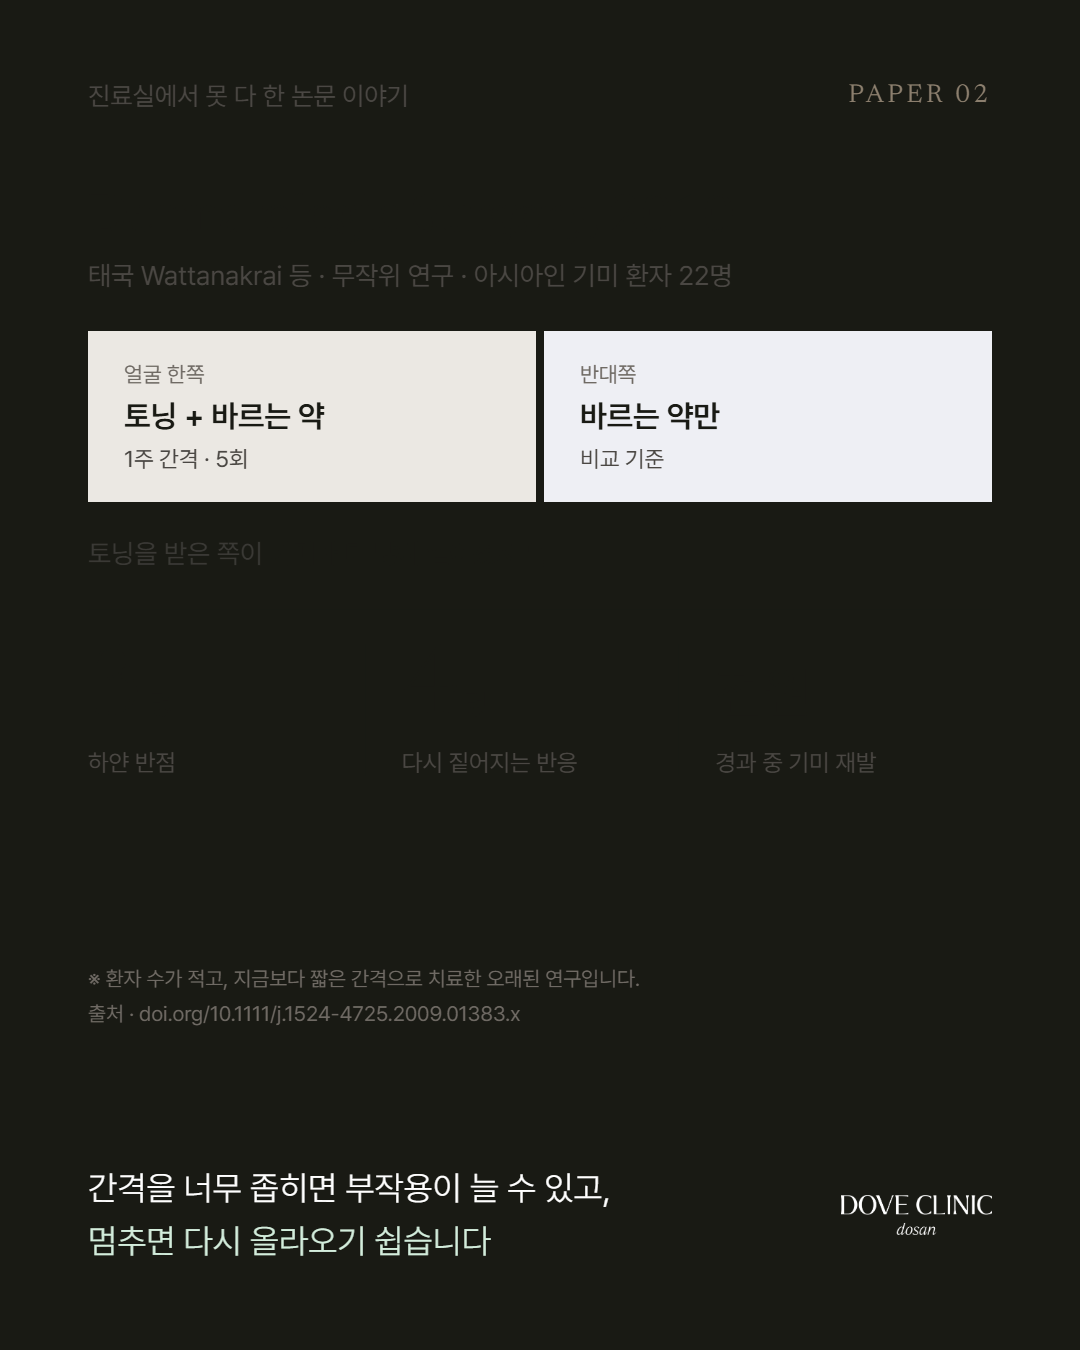 진료실에서 못 다 한 논문 이야기
PAPER 02
태국 Wattanakrai 등 · 무작위 연구 · 아시아인 기미 환자 22명
얼굴 한쪽
토닝 + 바르는 약
1주 간격 · 5회
반대쪽
바르는 약만
비교 기준
토닝을 받은 쪽이
하얀 반점
다시 짙어지는 반응
경과 중 기미 재발
※ 환자 수가 적고, 지금보다 짧은 간격으로 치료한 오래된 연구입니다.
출처 · doi.org/10.1111/j.1524-4725.2009.01383.x
간격을 너무 좁히면 부작용이 늘 수 있고,
멈추면 다시 올라오기 쉽습니다
DOVE CLINIC
dosan